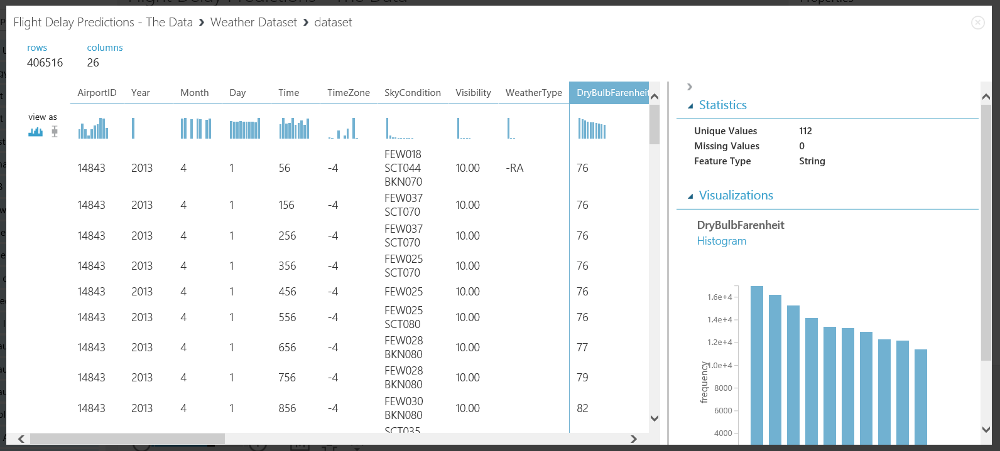 Flight Delay Predictions - The Data › Weather Dataset › dataset
rows columns
406516 26
AirportID Year Month Day Time TimeZone SkyCondition Visibility WeatherType DryBulbFarenheit
view as
14843 2013 4 1 56 -4 FEW018 SCT044 BKN070 10.00 -RA 76
14843 2013 4 1 156 -4 FEW037 SCT070 10.00 76
14843 2013 4 1 256 -4 FEW037 SCT070 10.00 76
14843 2013 4 1 356 -4 FEW025 SCT070 10.00 76
14843 2013 4 1 456 -4 FEW025 10.00 76
14843 2013 4 1 556 -4 FEW025 SCT080 10.00 76
14843 2013 4 1 656 -4 FEW028 BKN080 10.00 77
14843 2013 4 1 756 -4 FEW028 BKN080 10.00 79
14843 2013 4 1 856 -4 FEW030 BKN080 10.00 82
SCT035
Statistics
Unique Values 112
Missing Values 0
Feature Type String
Visualizations
DryBulbFarenheit
Histogram
1.6e+4
1.4e+4
1.2e+4
1.0e+4
8000
6000
4000
frequency